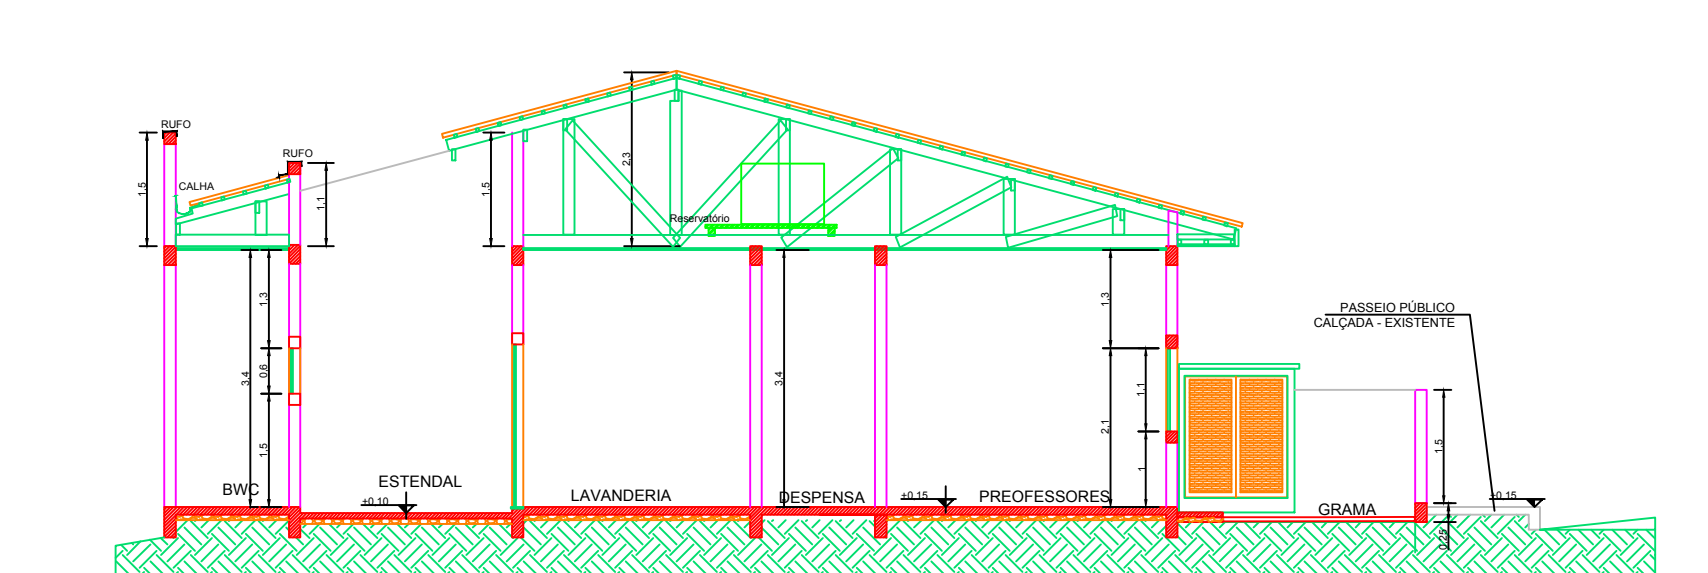 RUFO
RUFO
CALHA
1,5
1,1
1,5
2,3
Reservatório
1,3
3,4
0,6
1,5
3,4
1,3
2,1
1,1
1
PASSEIO PÚBLICO
CALÇADA - EXISTENTE
1,5
0,25
BWC
ESTENDAL
+0,10
LAVANDERIA
DESPENSA
+0,15
PREOFESSORES
GRAMA
+0,15